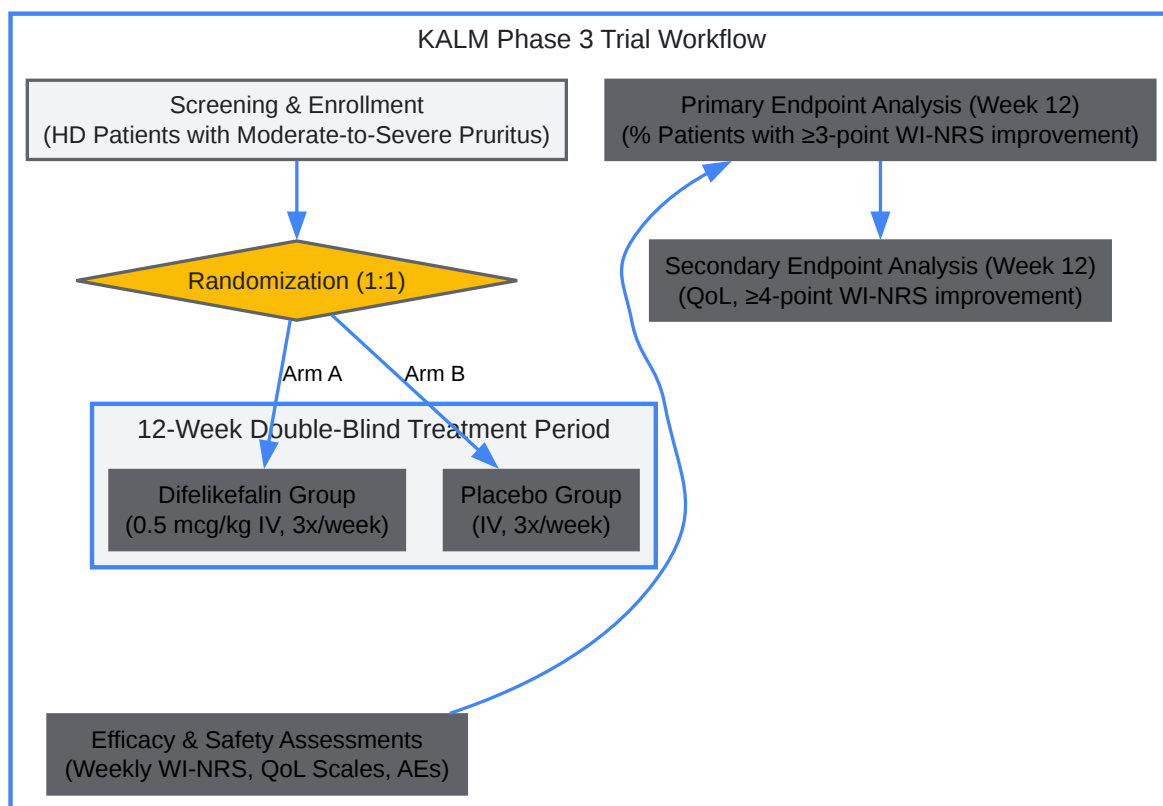 KALM Phase 3 Trial Workflow
Screening & Enrollment
(HD Patients with Moderate-to-Severe Pruritus)
Randomization (1:1)
Arm A
Arm B
12-Week Double-Blind Treatment Period
Difelikefalin Group
(0.5 mcg/kg IV, 3x/week)
Placebo Group
(IV, 3x/week)
Efficacy & Safety Assessments
(Weekly WI-NRS, QoL Scales, AEs)
Primary Endpoint Analysis (Week 12)
(% Patients with ≥3-point WI-NRS improvement)
Secondary Endpoint Analysis (Week 12)
(QoL, ≥4-point WI-NRS improvement)